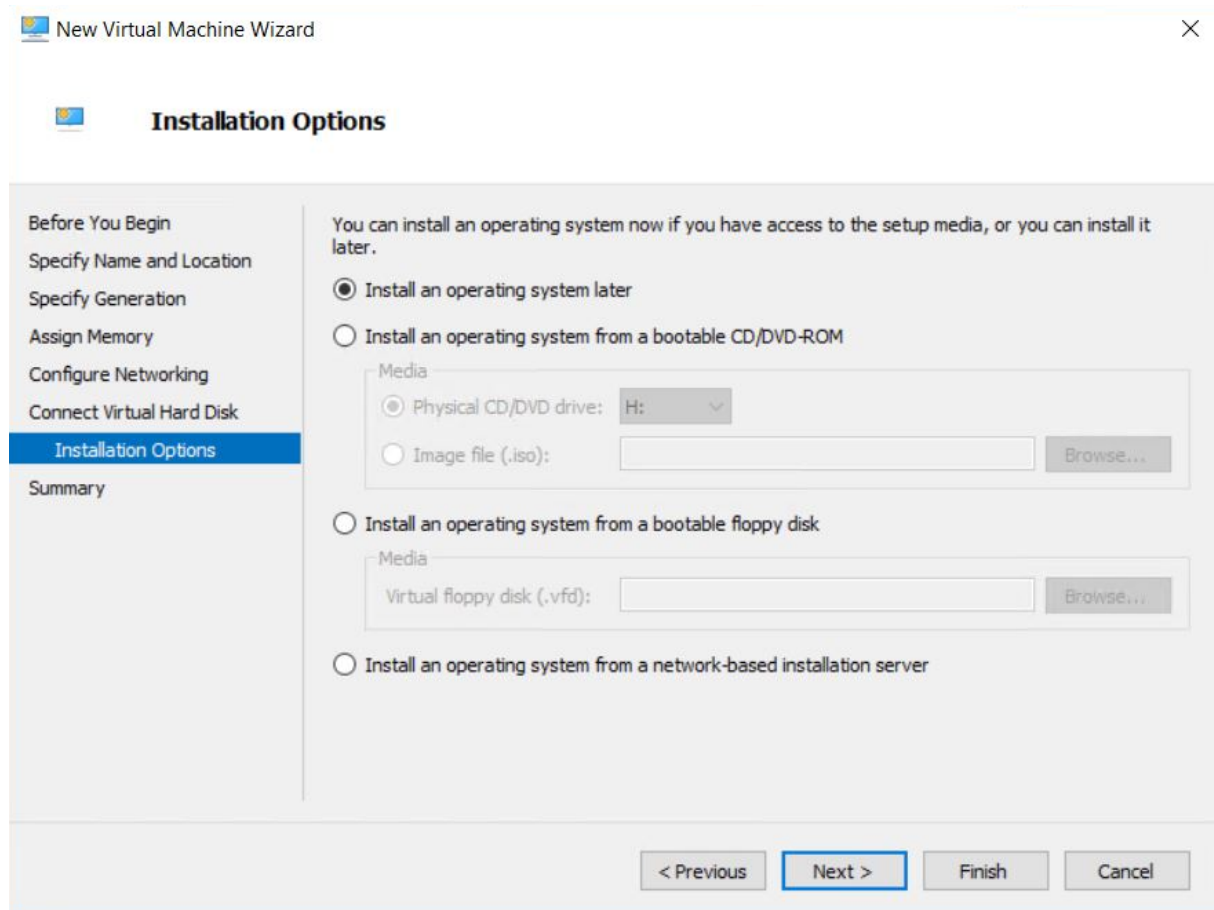 New Virtual Machine Wizard
Installation Options
Before You Begin
Specify Name and Location
Specify Generation
Assign Memory
Configure Networking
Connect Virtual Hard Disk
Installation Options
Summary
You can install an operating system now if you have access to the setup media, or you can install it
later.
Install an operating system later
Install an operating system from a bootable CD/DVD-ROM
Media
Physical CD/DVD drive: H:
Image file (.iso): Browse...
Install an operating system from a bootable floppy disk
Media
Virtual floppy disk (.vfd): Browse...
Install an operating system from a network-based installation server
< Previous Next > Finish Cancel